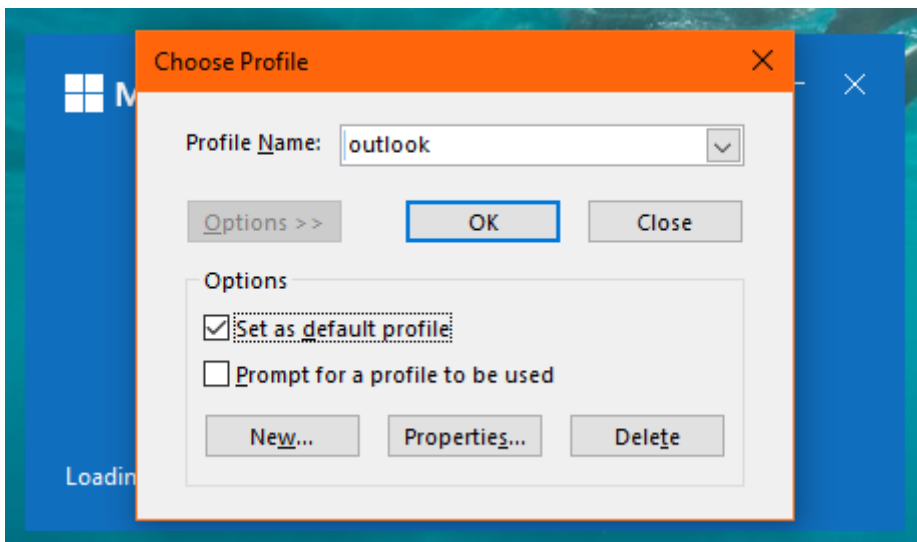 Choose Profile
Profile Name: outlook
Options >> OK Close
Options
Set as default profile
Prompt for a profile to be used
New... Properties... Delete